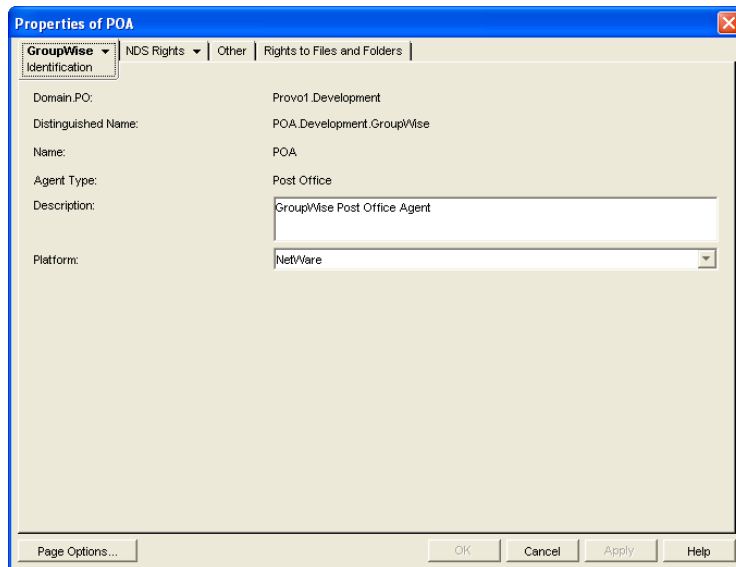 Properties of POA
GroupWise NDS Rights Other Rights to Files and Folders
Identification
Domain.PO: Provo1.Development
Distinguished Name: POA.Development.GroupWise
Name: POA
Agent Type: Post Office
Description: GroupWise Post Office Agent
Platform: NetWare
Page Options... OK Cancel Apply Help